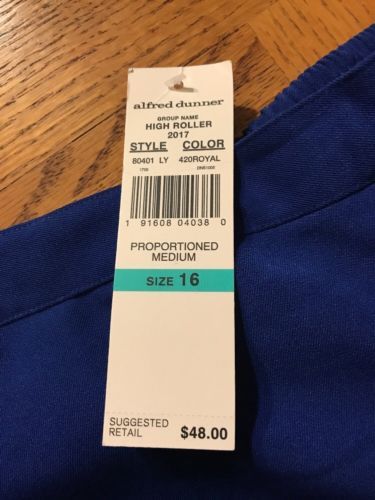 alfred dunner
GROUP NAME
HIGH ROLLER
2017
STYLE COLOR
80401 LY 420ROYAL
1 91608 04038 0
PROPORTIONED
MEDIUM
SIZE 16
SUGGESTED
RETAIL $48.00